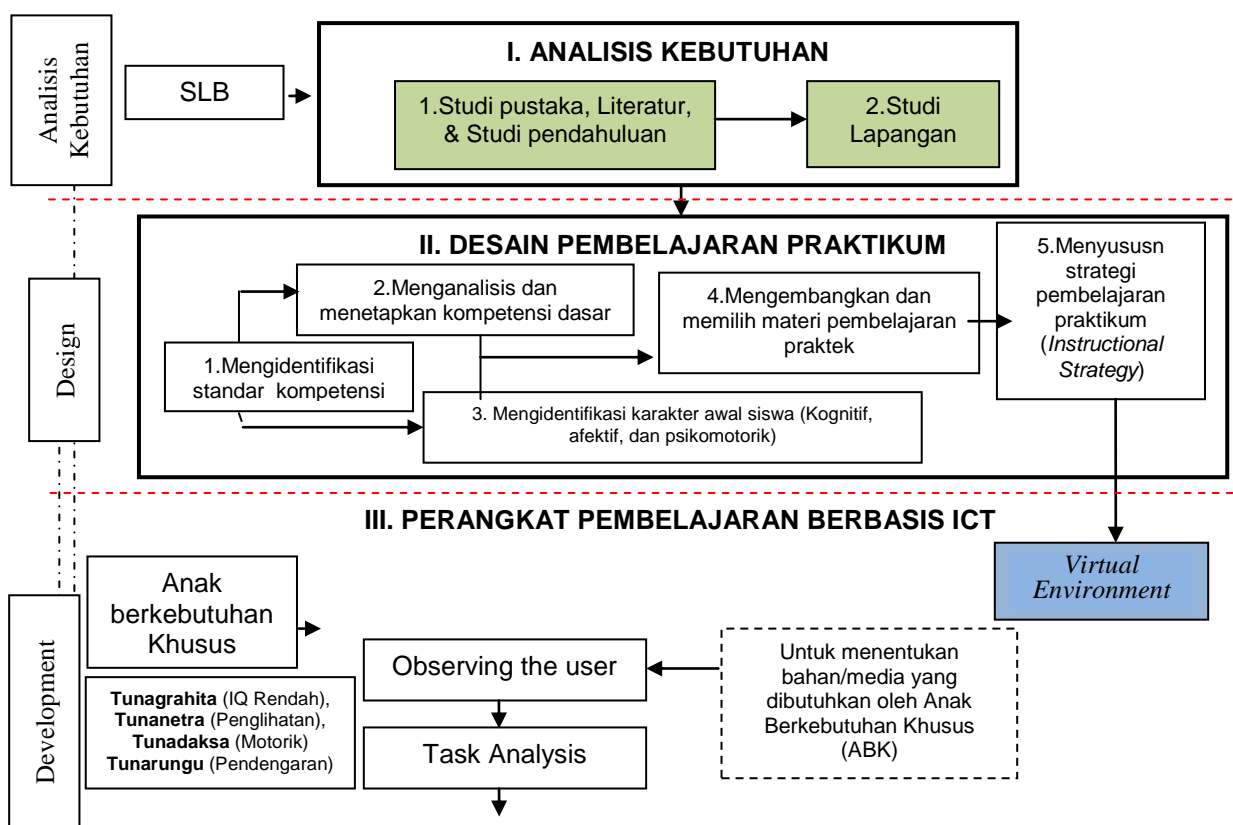 Analisis
Kebutuhan
SLB
I. ANALISIS KEBUTUHAN
1.Studi pustaka, Literatur,
& Studi pendahuluan
2.Studi
Lapangan
Design
II. DESAIN PEMBELAJARAN PRAKTIKUM
1.Mengidentifikasi
standar kompetensi
2.Menganalisis dan
menetapkan kompetensi dasar
3. Mengidentifikasi karakter awal siswa (Kognitif,
afektif, dan psikomotorik)
4.Mengembangkan dan
memilih materi pembelajaran
praktek
5.Menyususn
strategi
pembelajaran
praktikum
(Instructional
Strategy)
III. PERANGKAT PEMBELAJARAN BERBASIS ICT
Virtual
Environment
Development
Anak
berkebutuhan
Khusus
Tunagrahita (IQ Rendah),
Tunanetra (Penglihatan),
Tunadaksa (Motorik)
Tunarungu (Pendengaran)
Observing the user
Task Analysis
Untuk menentukan
bahan/media yang
dibutuhkan oleh Anak
Berkebutuhan Khusus
(ABK)